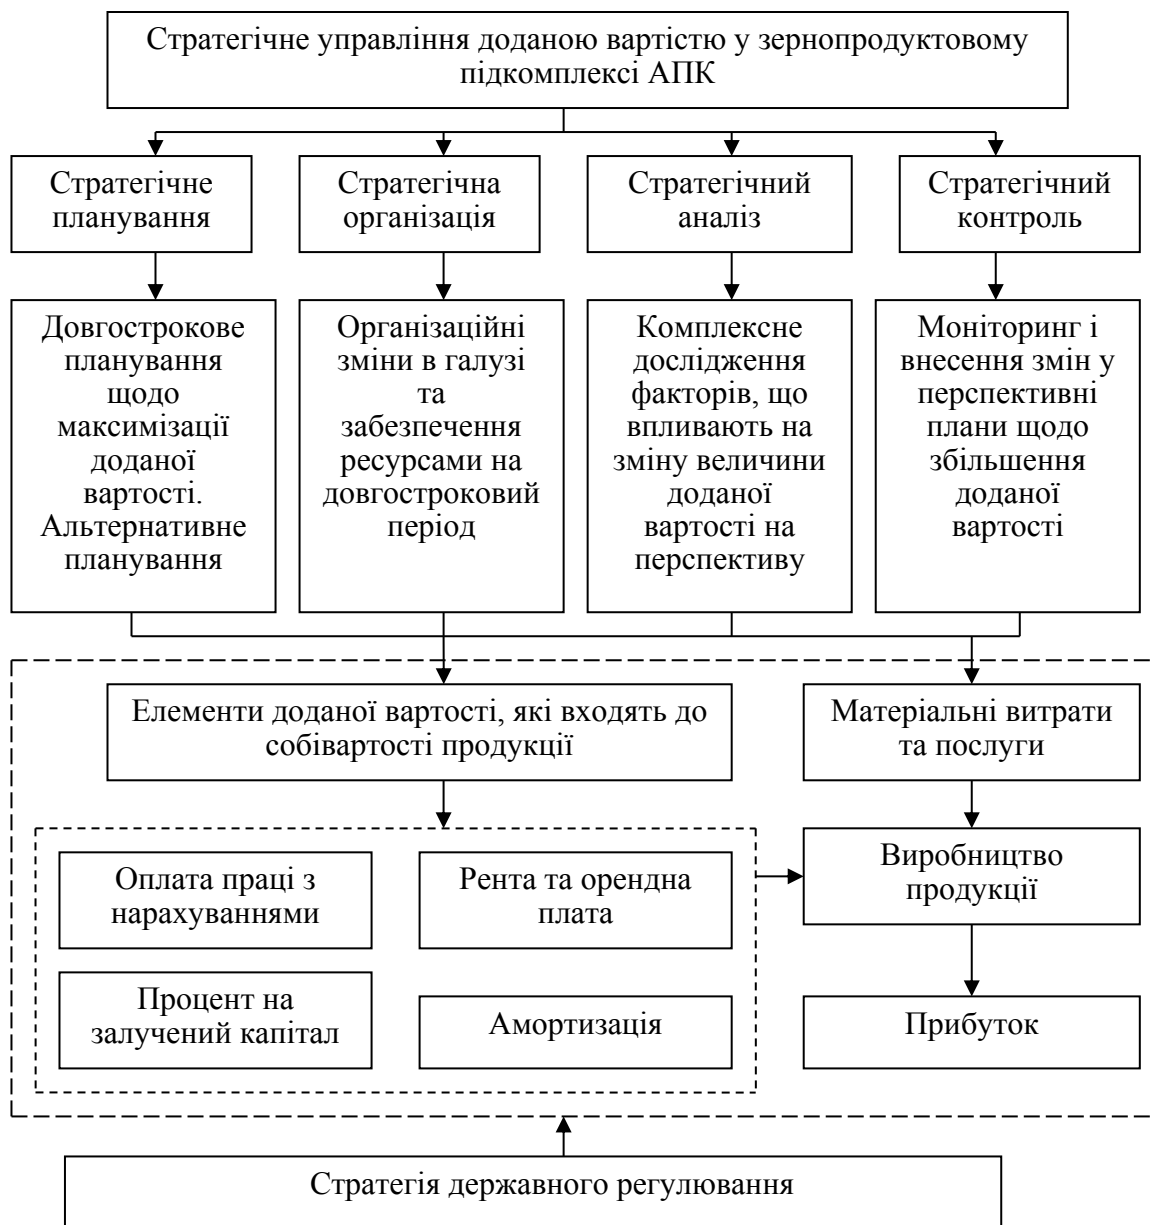 Стратегічне управління доданою вартістю у зернопродуктовому
підкомплексі АПК
Стратегічне
планування
Стратегічна
організація
Стратегічний
аналіз
Стратегічний
контроль
Довгострокове
планування
щодо
максимізації
доданої
вартості.
Альтернативне
планування
Організаційні
зміни в галузі
та
забезпечення
ресурсами на
довгостроковий
період
Комплексне
дослідження
факторів, що
впливають на
зміну величини
доданої
вартості на
перспективу
Моніторинг і
внесення змін у
перспективні
плани щодо
збільшення
доданої
вартості
Елементи доданої вартості, які входять до
собівартості продукції
Матеріальні витрати
та послуги
Оплата праці з
нарахуваннями
Рента та орендна
плата
Виробництво
продукції
Процент на
залучений капітал
Амортизація
Прибуток
Стратегія державного регулювання